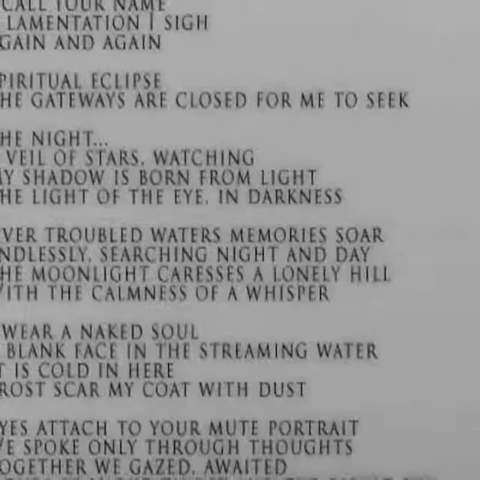 CALL YOUR NAME
LAMENTATION I SIGH
GAIN AND AGAIN
PIRITUAL ECLIPSE
HE GATEWAYS ARE CLOSED FOR ME TO SEEK
HE NIGHT...
VEIL OF STARS, WATCHING
Y SHADOW IS BORN FROM LIGHT
HE LIGHT OF THE EYE, IN DARKNESS
VER TROUBLED WATERS MEMORIES SOAR
NDLESSLY, SEARCHING NIGHT AND DAY
HE MOONLIGHT CARESSES A LONELY HILL
ITH THE CALMNESS OF A WHISPER
WEAR A NAKED SOUL
BLANK FACE IN THE STREAMING WATER
T IS COLD IN HERE
ROST SCAR MY COAT WITH DUST
YES ATTACH TO YOUR MUTE PORTRAIT
E SPOKE ONLY THROUGH THOUGHTS
OGETHER WE GAZED, AWAITED